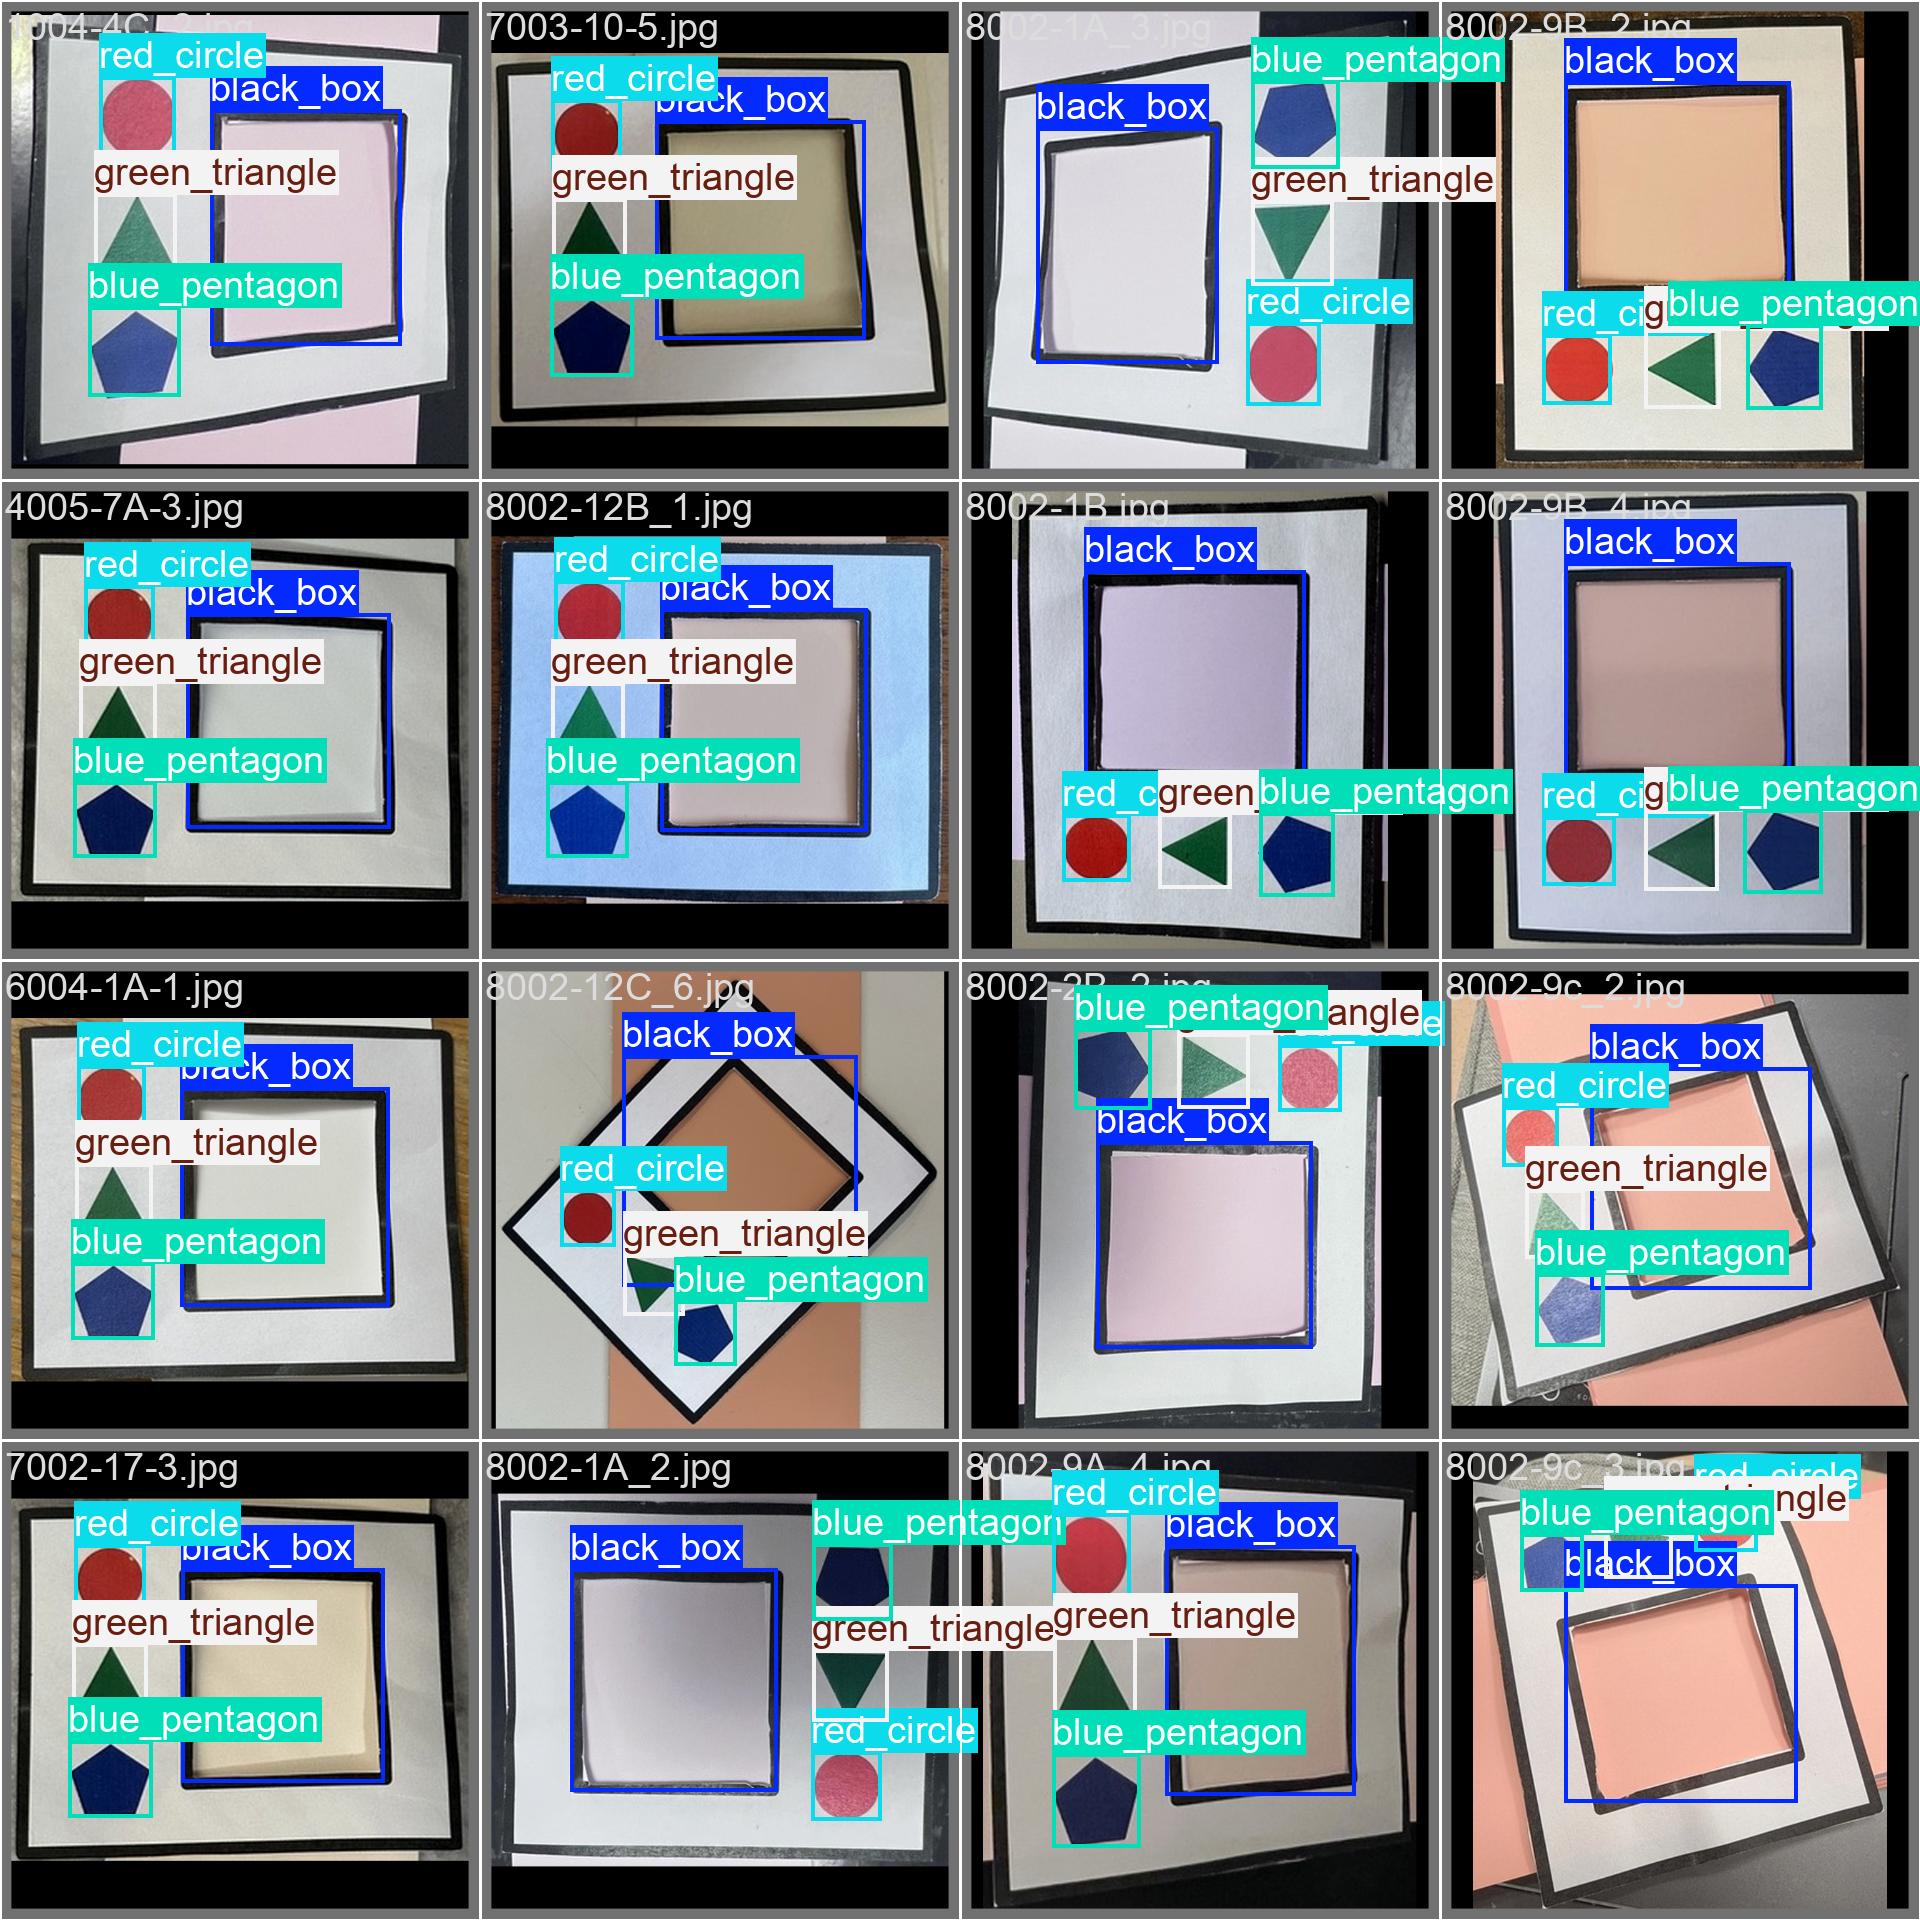 1004-4C_2.jpg
red_circle
black_box
green_triangle
blue_pentagon
7003-10-5.jpg
red_circle
black_box
green_triangle
blue_pentagon
8002-1A_3.jpg
blue_pentagon
black_box
green_triangle
red_circle
8002-9B_2.jpg
black_box
red_ci
g
blue_pentagon
4005-7A-3.jpg
red_circle
black_box
green_triangle
blue_pentagon
8002-12B_1.jpg
red_circle
black_box
green_triangle
blue_pentagon
8002-1B.jpg
black_box
red_c
green_
blue_pentagon
8002-9B_4.jpg
black_box
red_ci
g
blue_pentagon
6004-1A-1.jpg
red_circle
black_box
green_triangle
blue_pentagon
8002-12C_6.jpg
black_box
red_circle
green_triangle
blue_pentagon
8002-2B_2.jpg
blue_pentagon
angle
e
black_box
8002-9c_2.jpg
black_box
red_circle
green_triangle
blue_pentagon
7002-17-3.jpg
red_circle
black_box
green_triangle
blue_pentagon
8002-1A_2.jpg
blue_pentagon
black_box
green_triangle
red_circle
8002-9A_4.jpg
red_circle
black_box
green_triangle
blue_pentagon
8002-9c_3.jpg
red_circle
ngle
blue_pentagon
black_box